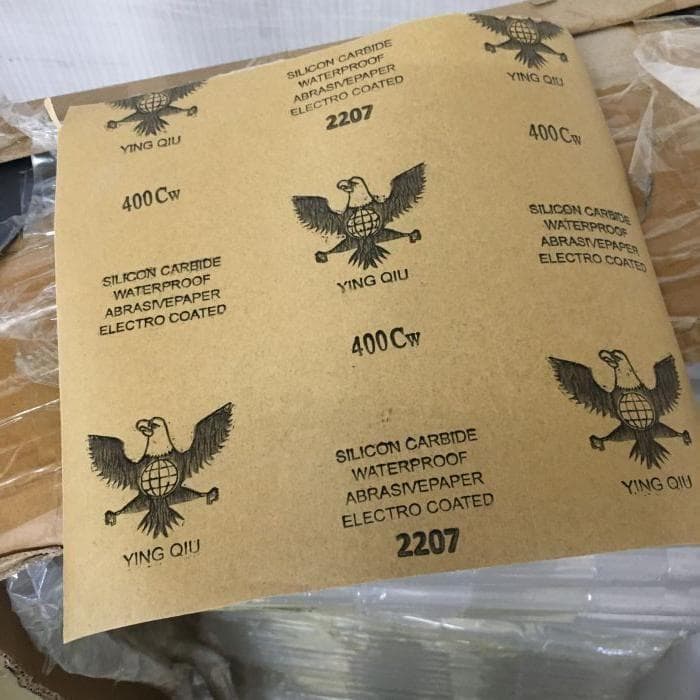 SILICON CARBIDE
WATERPROOF
ABRASIVEPAPER
ELECTRO COATED
2207
YING QIU
YING QIU
400Cw
400Cw
SILICON CARBIDE
WATERPROOF
ABRASIVEPAPER
ELECTRO COATED
YING QIU
SILICON CARBIDE
WATERPROOF
ABRASIVEPAPER
ELECTRO COATED
400Cw
YING QIU
SILICON CARBIDE
WATERPROOF
ABRASIVEPAPER
ELECTRO COATED
2207
YING QIU